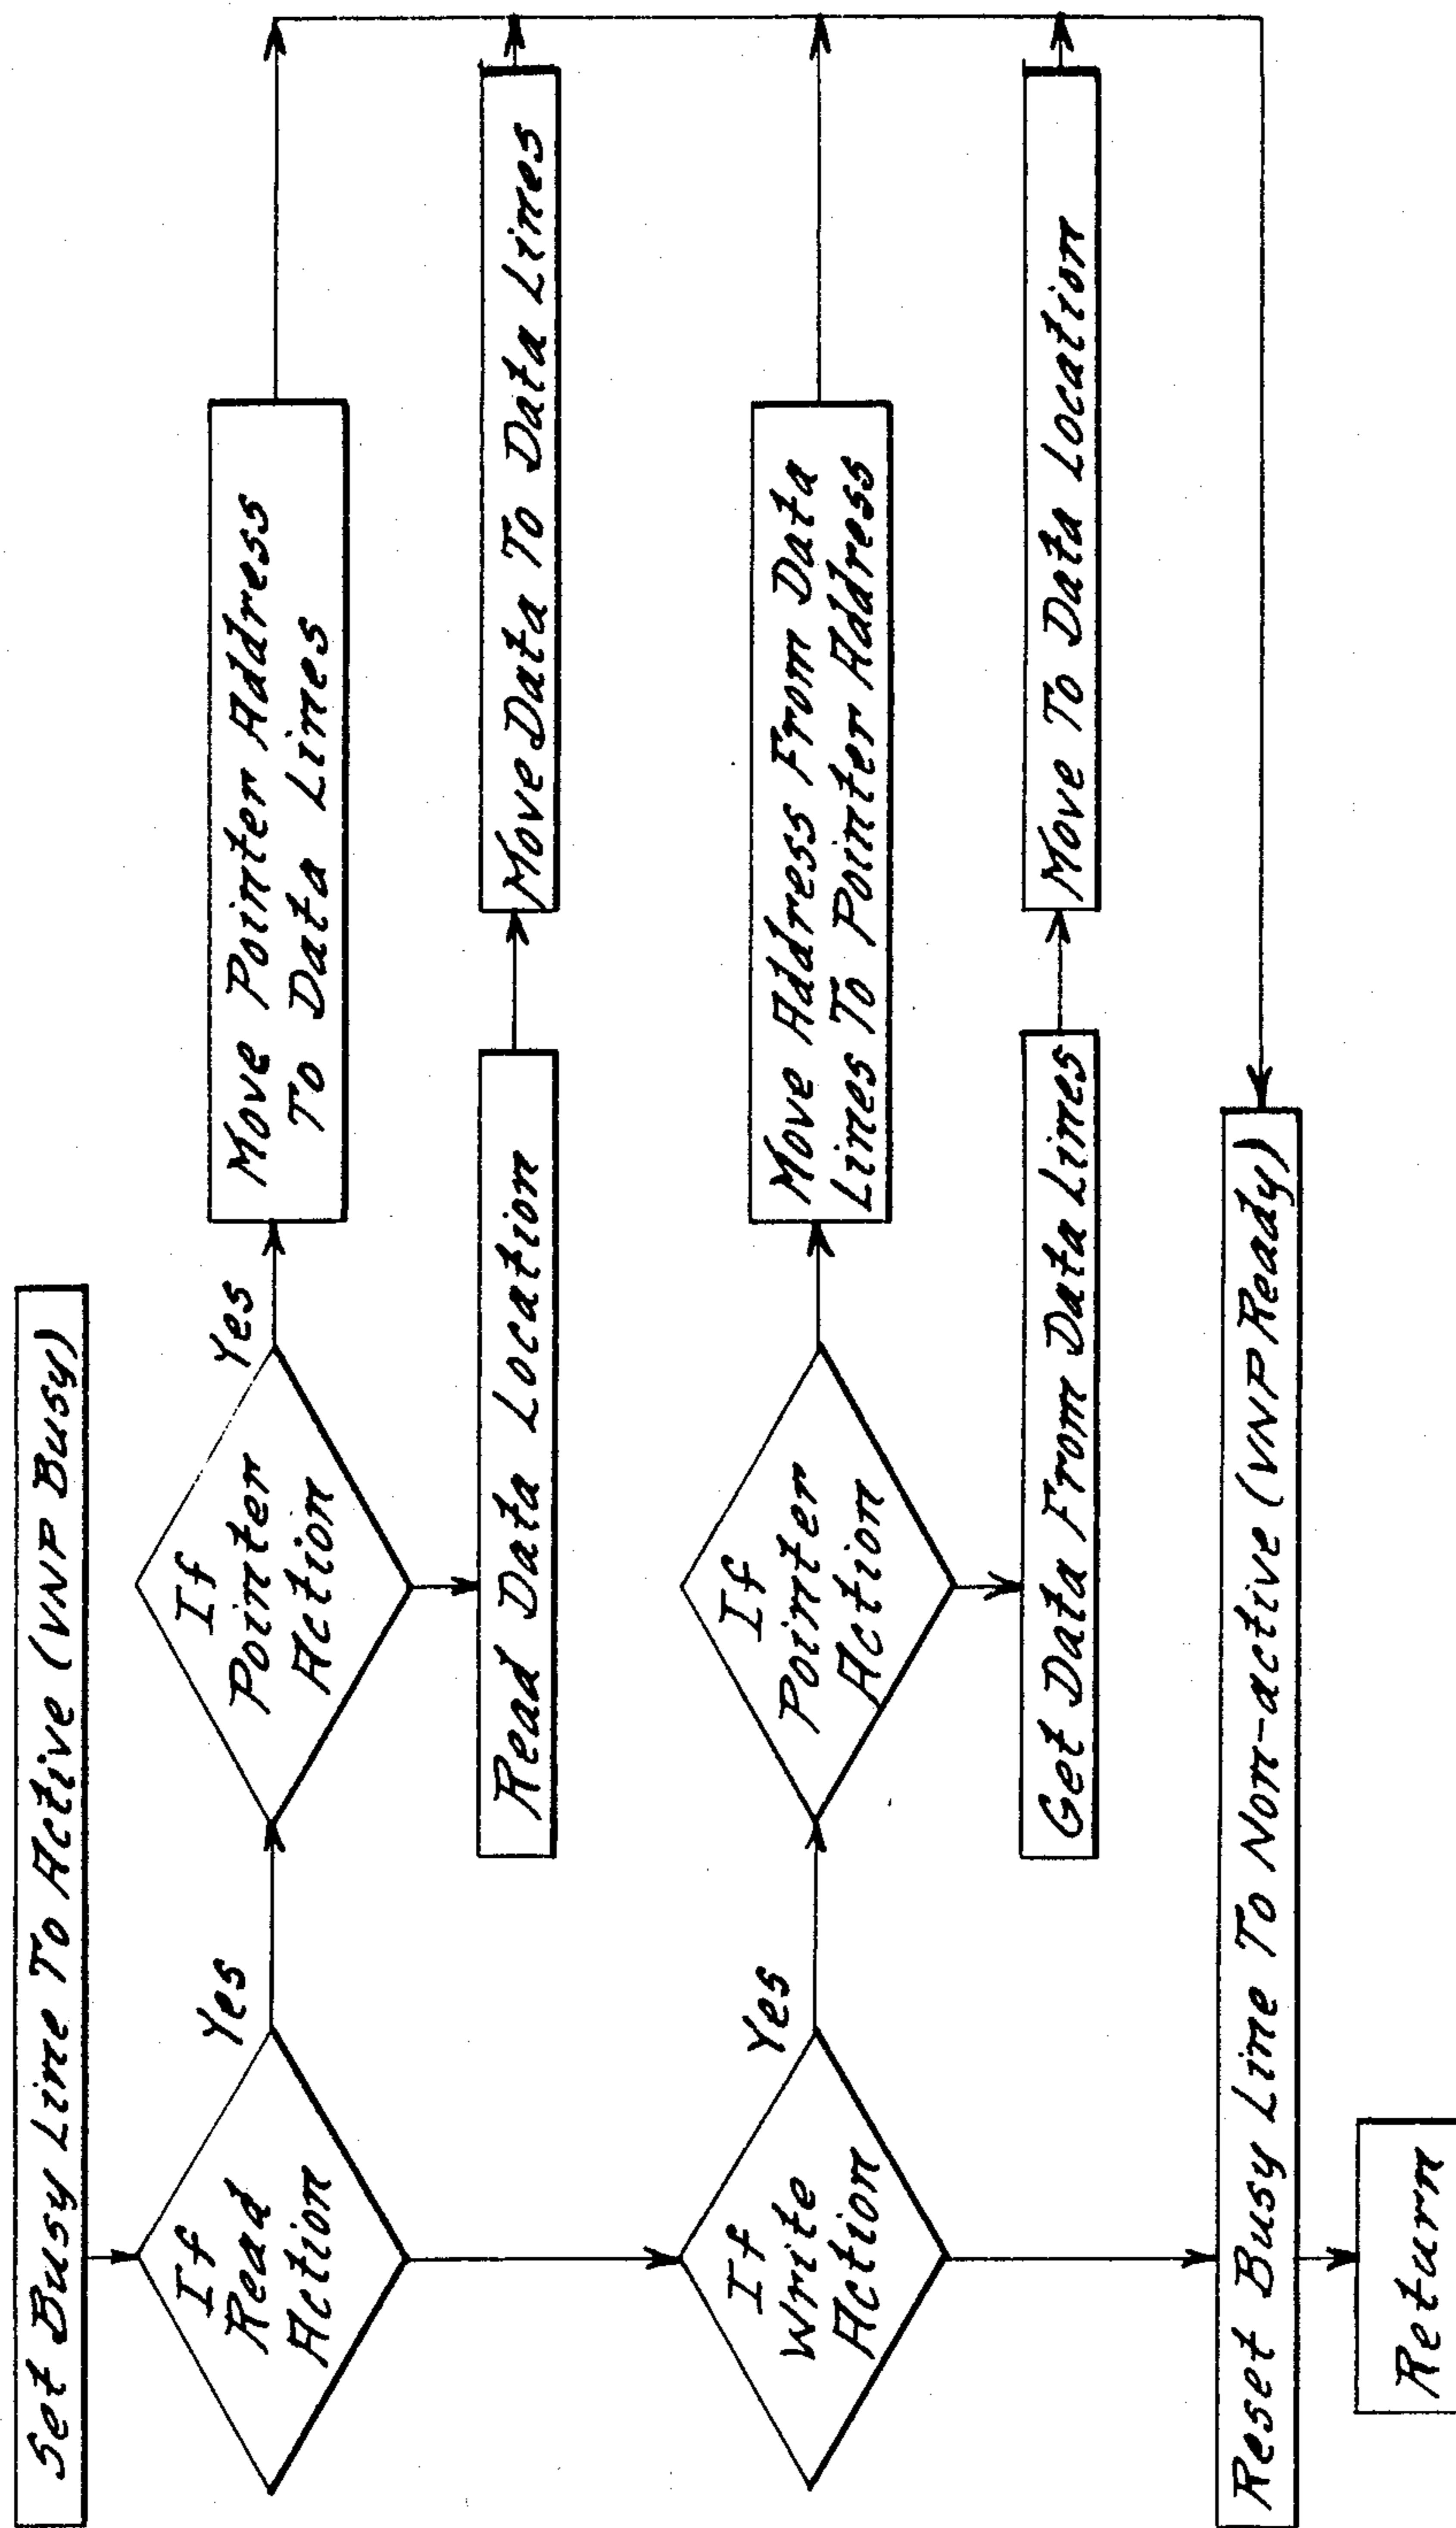 Set Busy Line To Active (VNP Busy)
If
Read
Action
Yes
If
Pointer
Action
Yes
Move Pointer Address
To Data Lines
Read Data Location
Move Data To Data Lines
If
Write
Action
Yes
If
Pointer
Action
Move Address From Data
Lines To Pointer Address
Get Data From Data Lines
Move To Data Location
Reset Busy Line To Non-active (VNP Ready)
Return